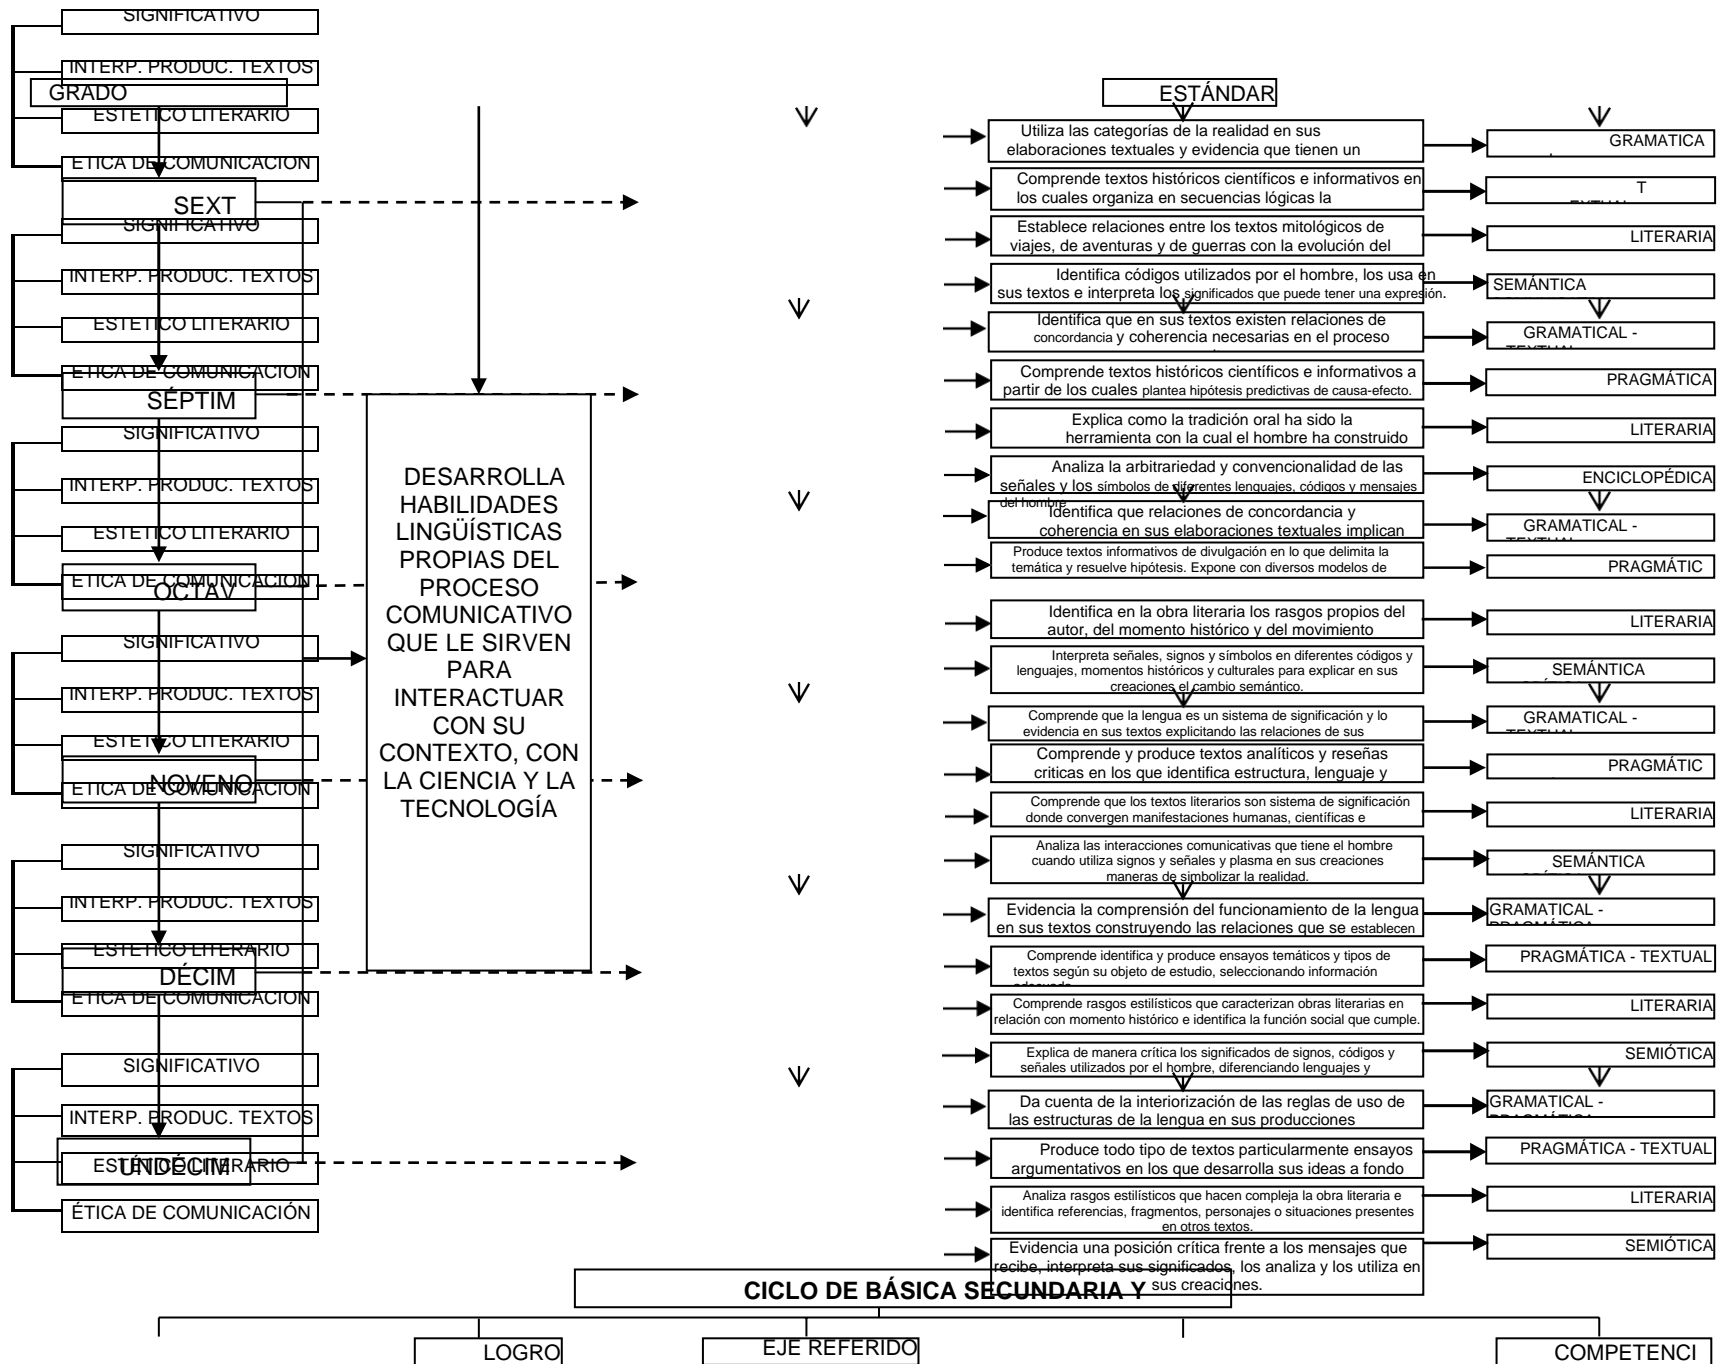 SIGNIFICATIVO
INTERP. PRODUC. TEXTOS
GRADO
ESTÉTICO LITERARIO
ÉTICA DE COMUNICACIÓN
SEXT
SIGNIFICATIVO
INTERP. PRODUC. TEXTOS
ESTÉTICO LITERARIO
ÉTICA DE COMUNICACIÓN
SÉPTIM
SIGNIFICATIVO
INTERP. PRODUC. TEXTOS
ESTÉTICO LITERARIO
ÉTICA DE COMUNICACIÓN
OCTAV
SIGNIFICATIVO
INTERP. PRODUC. TEXTOS
ESTÉTICO LITERARIO
NOVENO
ÉTICA DE COMUNICACIÓN
SIGNIFICATIVO
INTERP. PRODUC. TEXTOS
ESTÉTICO LITERARIO
DÉCIM
ÉTICA DE COMUNICACIÓN
SIGNIFICATIVO
INTERP. PRODUC. TEXTOS
ESTÉTICO LITERARIO
UNDÉCIM
ÉTICA DE COMUNICACIÓN
DESARROLLA
HABILIDADES
LINGÜÍSTICAS
PROPIAS DEL
PROCESO
COMUNICATIVO
QUE LE SIRVEN
PARA
INTERACTUAR
CON SU
CONTEXTO, CON
LA CIENCIA Y LA
TECNOLOGÍA
ESTÁNDAR
Utiliza las categorías de la realidad en sus
elaboraciones textuales y evidencia que tienen un
GRAMATICA
Comprende textos históricos científicos e informativos en
los cuales organiza en secuencias lógicas la
T
EXTUAL
Establece relaciones entre los textos mitológicos de
viajes, de aventuras y de guerras con la evolución del
LITERARIA
Identifica códigos utilizados por el hombre, los usa en
sus textos e interpreta los significados que puede tener una expresión.
SEMÁNTICA
Identifica que en sus textos existen relaciones de
concordancia y coherencia necesarias en el proceso
GRAMATICAL -
TEXTUAL
Comprende textos históricos científicos e informativos a
partir de los cuales plantea hipótesis predictivas de causa-efecto.
PRAGMÁTICA
Explica como la tradición oral ha sido la
herramienta con la cual el hombre ha construido
LITERARIA
Analiza la arbitrariedad y convencionalidad de las
señales y los símbolos de diferentes lenguajes, códigos y mensajes
del hombre
ENCICLOPÉDICA
Identifica que relaciones de concordancia y
coherencia en sus elaboraciones textuales implican
GRAMATICAL -
TEXTUAL
Produce textos informativos de divulgación en lo que delimita la
temática y resuelve hipótesis. Expone con diversos modelos de
PRAGMÁTIC
Identifica en la obra literaria los rasgos propios del
autor, del momento histórico y del movimiento
LITERARIA
Interpreta señales, signos y símbolos en diferentes códigos y
lenguajes, momentos históricos y culturales para explicar en sus
creaciones el cambio semántico.
SEMÁNTICA
Comprende que la lengua es un sistema de significación y lo
evidencia en sus textos explicitando las relaciones de sus
GRAMATICAL -
TEXTUAL
Comprende y produce textos analíticos y reseñas
criticas en los que identifica estructura, lenguaje y
PRAGMÁTIC
Comprende que los textos literarios son sistema de significación
donde convergen manifestaciones humanas, científicas e
LITERARIA
Analiza las interacciones comunicativas que tiene el hombre
cuando utiliza signos y señales y plasma en sus creaciones
maneras de simbolizar la realidad.
SEMÁNTICA
Evidencia la comprensión del funcionamiento de la lengua
en sus textos construyendo las relaciones que se establecen
GRAMATICAL -
PRAGMÁTICA
Comprende identifica y produce ensayos temáticos y tipos de
textos según su objeto de estudio, seleccionando información
adecuada
PRAGMÁTICA - TEXTUAL
Comprende rasgos estilísticos que caracterizan obras literarias en
relación con momento histórico e identifica la función social que cumple.
LITERARIA
Explica de manera crítica los significados de signos, códigos y
señales utilizados por el hombre, diferenciando lenguajes y
SEMIÓTICA
Da cuenta de la interiorización de las reglas de uso de
las estructuras de la lengua en sus producciones
GRAMATICAL -
PRAGMÁTICA
Produce todo tipo de textos particularmente ensayos
argumentativos en los que desarrolla sus ideas a fondo
PRAGMÁTICA - TEXTUAL
Analiza rasgos estilísticos que hacen compleja la obra literaria e
identifica referencias, fragmentos, personajes o situaciones presentes
en otros textos.
LITERARIA
Evidencia una posición crítica frente a los mensajes que
recibe, interpreta sus significados, los analiza y los utiliza en
sus creaciones.
SEMIÓTICA
CICLO DE BÁSICA SECUNDARIA Y
LOGRO
EJE REFERIDO
COMPETENCI